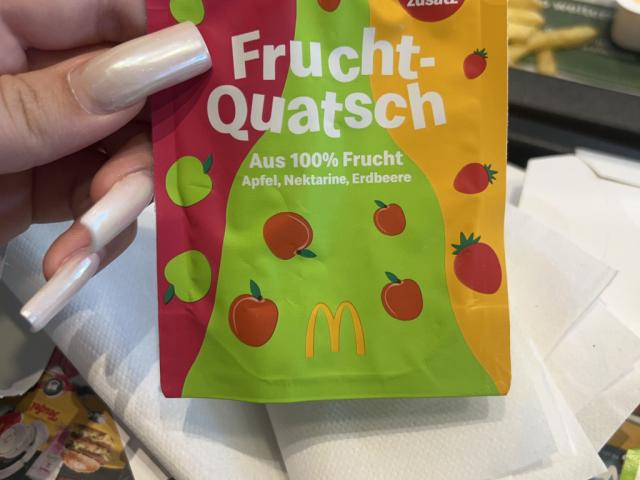 zusatz
Frucht-
Quatsch
Aus 100% Frucht
Apfel, Nektarine, Erdbeere